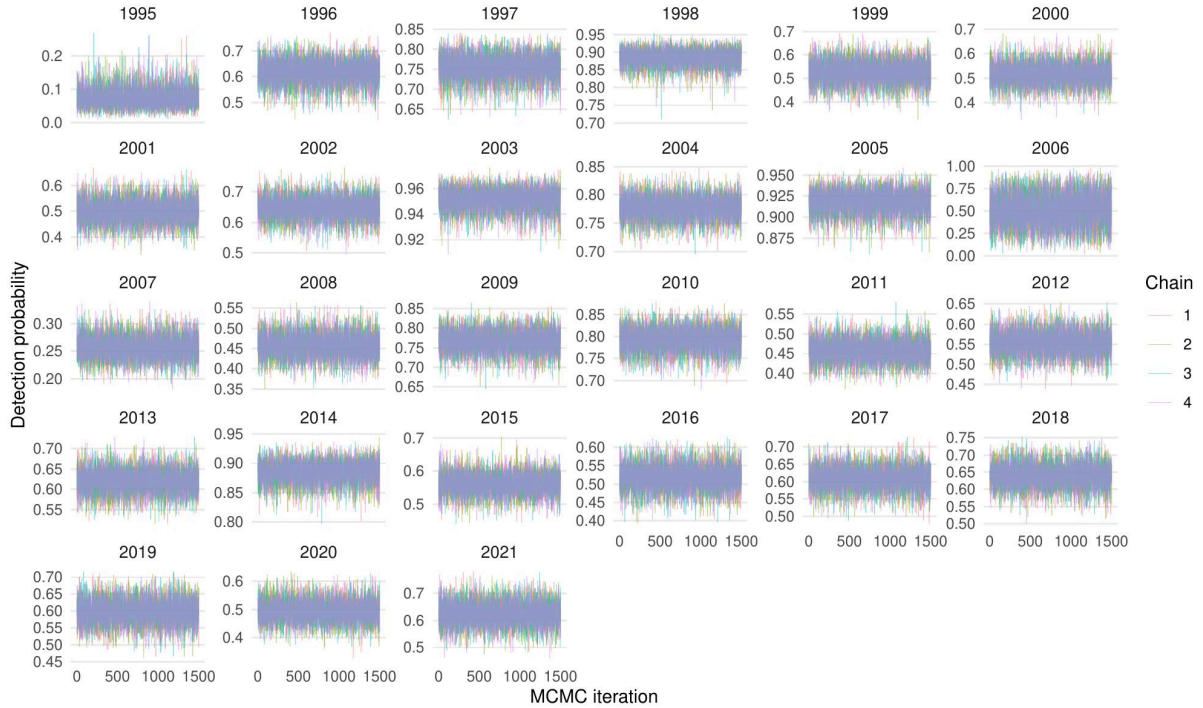 1995 1996 1997 1998 1999 2000
0.2 0.1 0.0
0.7 0.6 0.5
0.85 0.80 0.75 0.70 0.65
0.95 0.90 0.85 0.80 0.75 0.70
0.7 0.6 0.5 0.4
0.7 0.6 0.5 0.4
2001 2002 2003 2004 2005 2006
0.6 0.5 0.4
0.7 0.6 0.5
0.96 0.94 0.92
0.85 0.80 0.75 0.70
0.950 0.925 0.900 0.875
1.00 0.75 0.50 0.25 0.00
2007 2008 2009 2010 2011 2012
0.30 0.25 0.20
0.55 0.50 0.45 0.40 0.35
0.85 0.80 0.75 0.70 0.65
0.85 0.80 0.75 0.70
0.55 0.50 0.45 0.40
0.65 0.60 0.55 0.50 0.45
2013 2014 2015 2016 2017 2018
0.70 0.65 0.60 0.55
0.95 0.90 0.85 0.80
0.7 0.6 0.5
0.60 0.55 0.50 0.45 0.40
0.70 0.65 0.60 0.55 0.50
0.75 0.70 0.65 0.60 0.55 0.50
0 500 1000 1500 0 500 1000 1500 0 500 1000 1500
2019 2020 2021
0.70 0.65 0.60 0.55 0.50 0.45
0.6 0.5 0.4
0.7 0.6 0.5
0 500 1000 1500 0 500 1000 1500 0 500 1000 1500
MCMC iteration
Detection probability
Chain
1
2
3
4